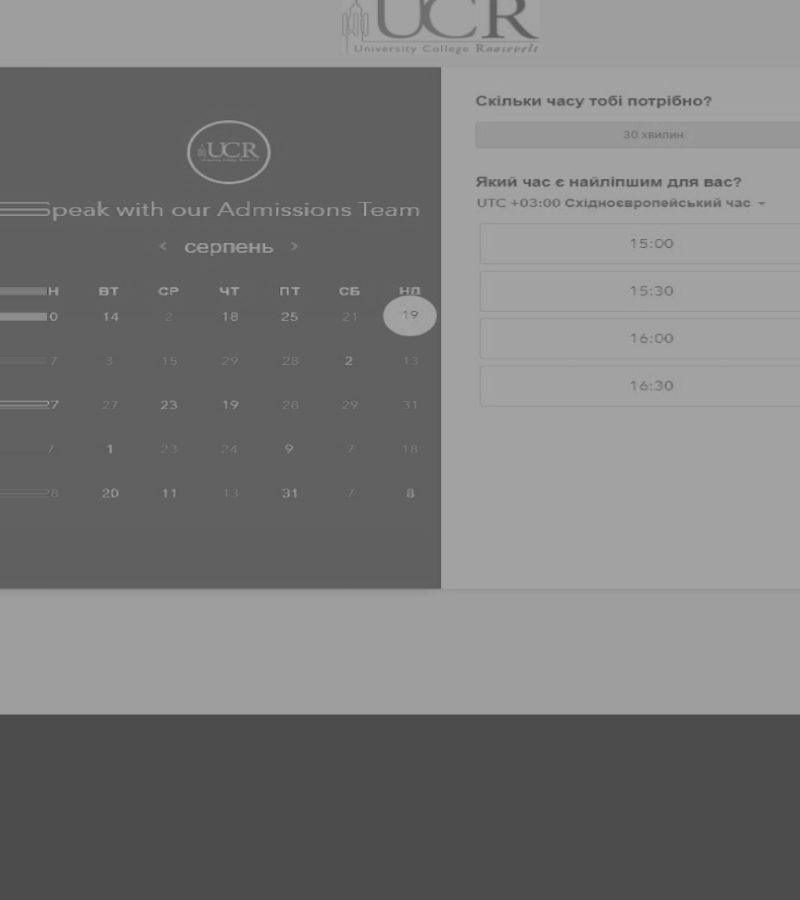 UCR
University College Roosevelt
UCR
Speak with our Admissions Team
серпень
Н ВТ СР ЧТ ПТ СБ НД
0 14 2 18 25 21 19
7 3 15 29 28 2 13
27 27 23 19 28 29 31
7 1 23 24 9 7 18
28 20 11 13 31 7 8
Скільки часу тобі потрібно?
30 хвилин
Який час є найліпшим для вас?
UTC +03:00 Східноєвропейський час
15:00
15:30
16:00
16:30